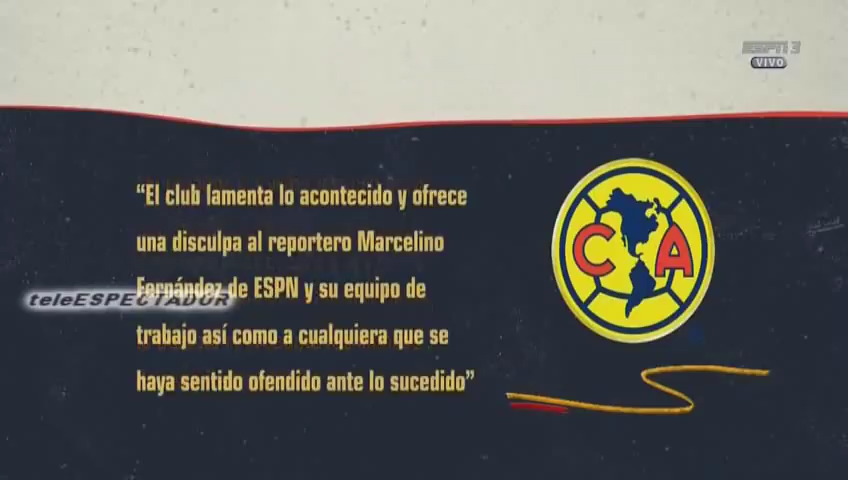 ESPN 3
VIVO
“El club lamenta lo acontecido y ofrece
una disculpa al reportero Marcelino
Fernández de ESPN y su equipo de
teleESPECTADOR
trabajo así como a cualquiera que se
haya sentido ofendido ante lo sucedido”
C A